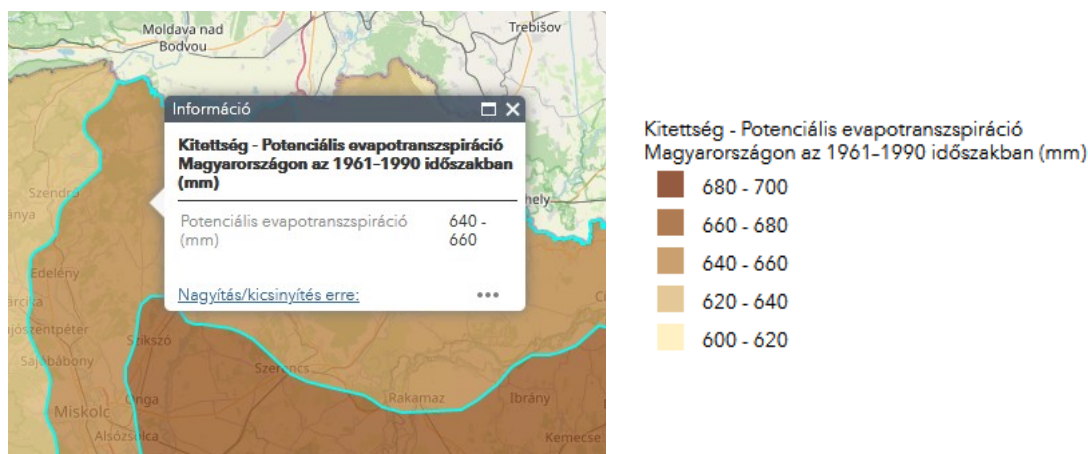 Moldava nad
Bodvou
Trebišov
Információ
Kitettség - Potenciális evapotranszspiráció
Magyarországon az 1961-1990 időszakban
(mm)
Potenciális evapotranszspiráció
(mm)
640 -
660
Nagyítás/kicsinyítés erre:
Szendrő
hely
Edelény
Szikszó
Sajóbábony
Szerencs
Onga
Rakamaz
Ibrány
Miskolc
Alsózsolca
Kemecse
Kitettség - Potenciális evapotranszspiráció
Magyarországon az 1961-1990 időszakban (mm)
680 - 700
660 - 680
640 - 660
620 - 640
600 - 620